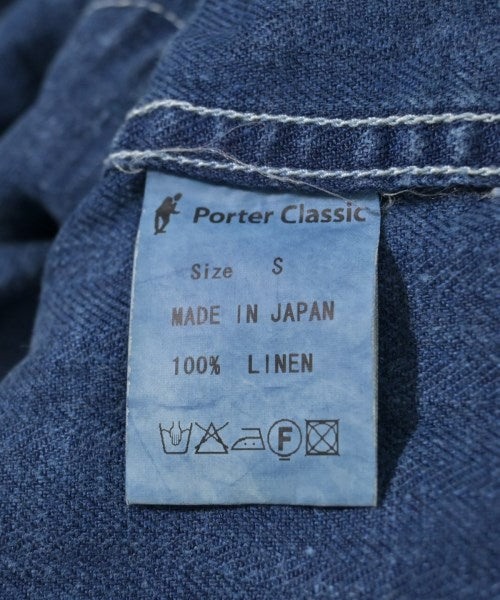 Porter Classic
Size S
MADE IN JAPAN
100% LINEN
F